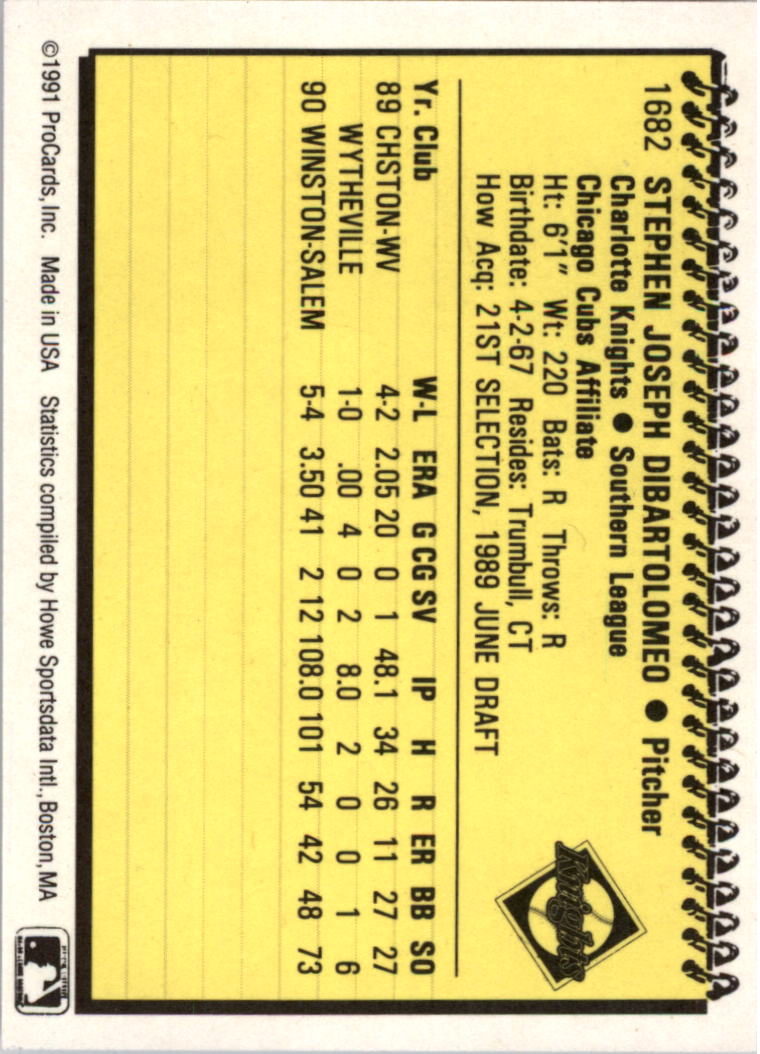 1682 STEPHEN JOSEPH DIBARTOLOMEO ● Pitcher
Charlotte Knights ● Southern League
Chicago Cubs Affiliate
Ht: 6'1" Wt: 220 Bats: R Throws: R
Birthdate: 4-2-67 Resides: Trumbull, CT
How Acq: 21ST SELECTION, 1989 JUNE DRAFT
Knights
Yr. Club W-L ERA G CG SV IP H R ER BB SO
89 CHSTON-WV 4-2 2.05 20 0 1 48.1 34 26 11 27 27
WYTHEVILLE 1-0 .00 4 0 2 8.0 2 0 0 1 6
90 WINSTON-SALEM 5-4 3.50 41 2 12 108.0 101 54 42 48 73
©1991 ProCards, Inc. Made in USA Statistics compiled by Howe Sportsdata Intl., Boston, MA